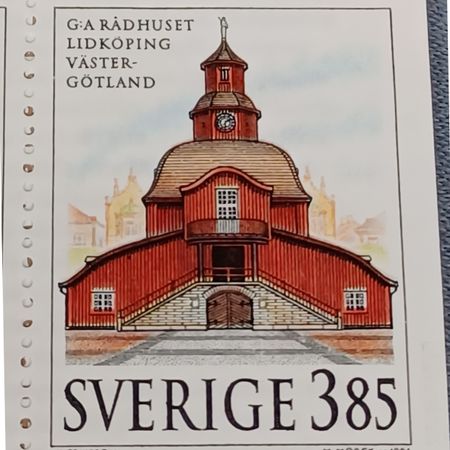 G:A RÅDHUSET
LIDKÖPING
VÄSTER-
GÖTLAND
SVERIGE 385